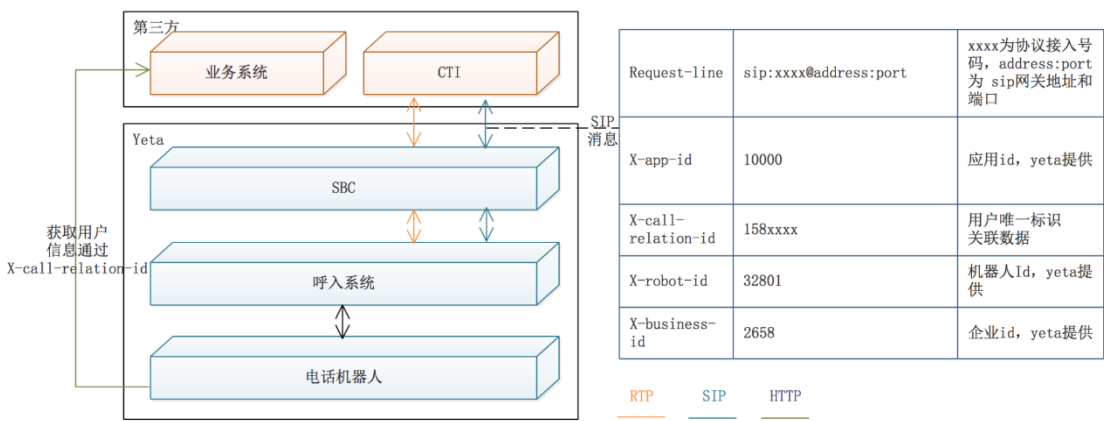 第三方
业务系统
CTI
Yeta
SBC
呼入系统
电话机器人
获取用户
信息通过
X-call-relation-id
SIP
消息
Request-line
sip:xxxx@address:port
xxxx为协议接入号
码，address:port
为 sip网关地址和
端口
X-app-id
10000
应用id，yeta提供
X-call-
relation-id
158xxxx
用户唯一标识
关联数据
X-robot-id
32801
机器人Id，yeta提
供
X-business-
id
2658
企业id，yeta提供
RTP
SIP
HTTP